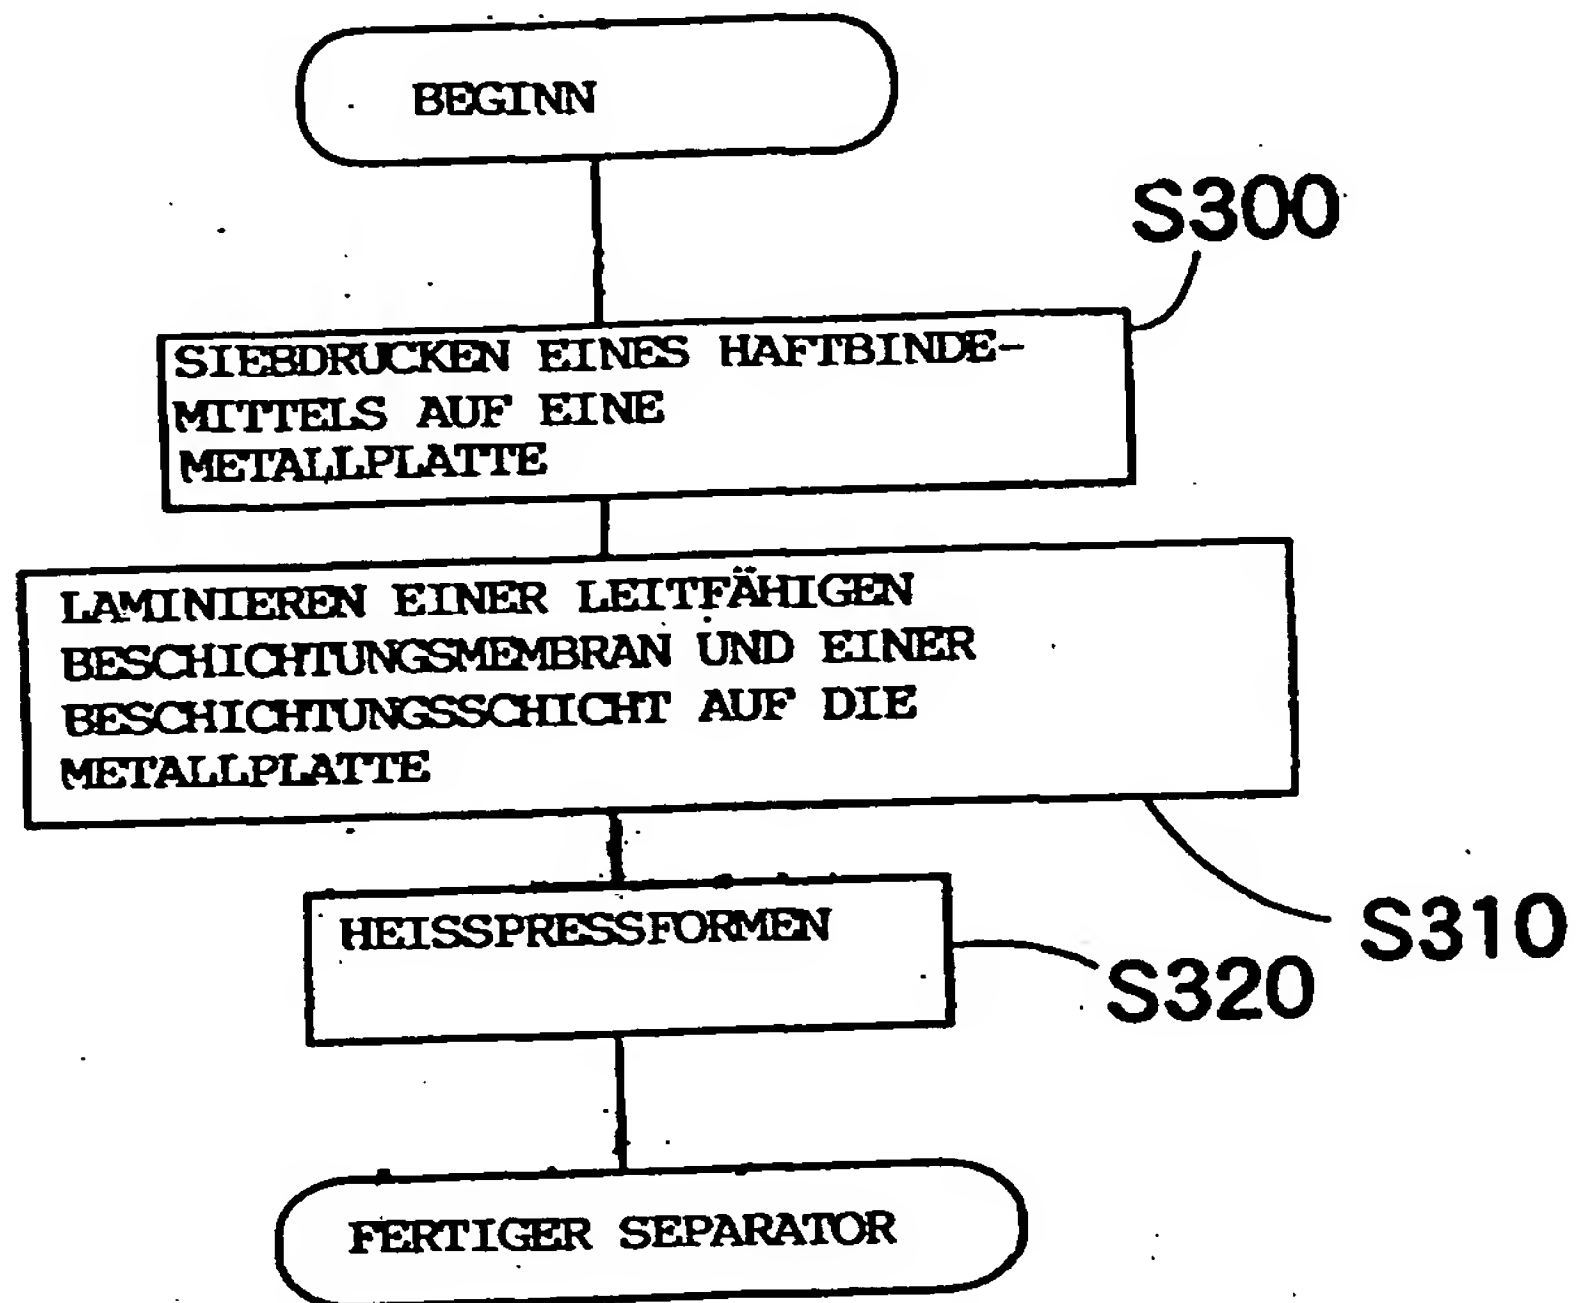 BEGINN
S300
SIEBDRUCKEN EINES HAFTBINDE-
MITTELS AUF EINE
METALLPLATTE
LAMINIEREN EINER LEITFÄHIGEN
BESCHICHTUNGSMEMBRAN UND EINER
BESCHICHTUNGSSCHICHT AUF DIE
METALLPLATTE
S310
HEISSPRESSFORMEN
S320
FERTIGER SEPARATOR